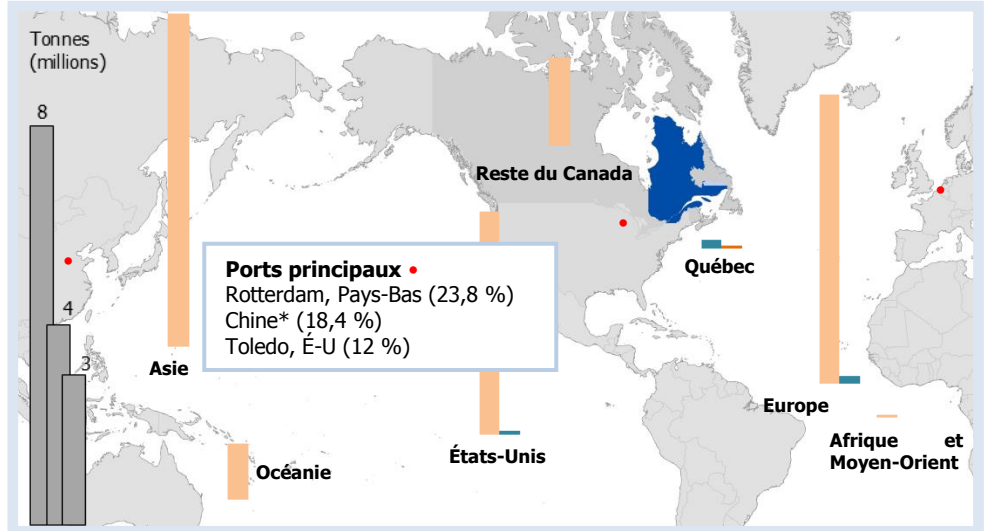 Tonnes
(millions)
8
4
3
Asie
Océanie
Reste du Canada
Ports principaux
Rotterdam, Pays-Bas (23,8 %)
Chine* (18,4 %)
Toledo, É-U (12 %)
États-Unis
Québec
Europe
Afrique et
Moyen-Orient